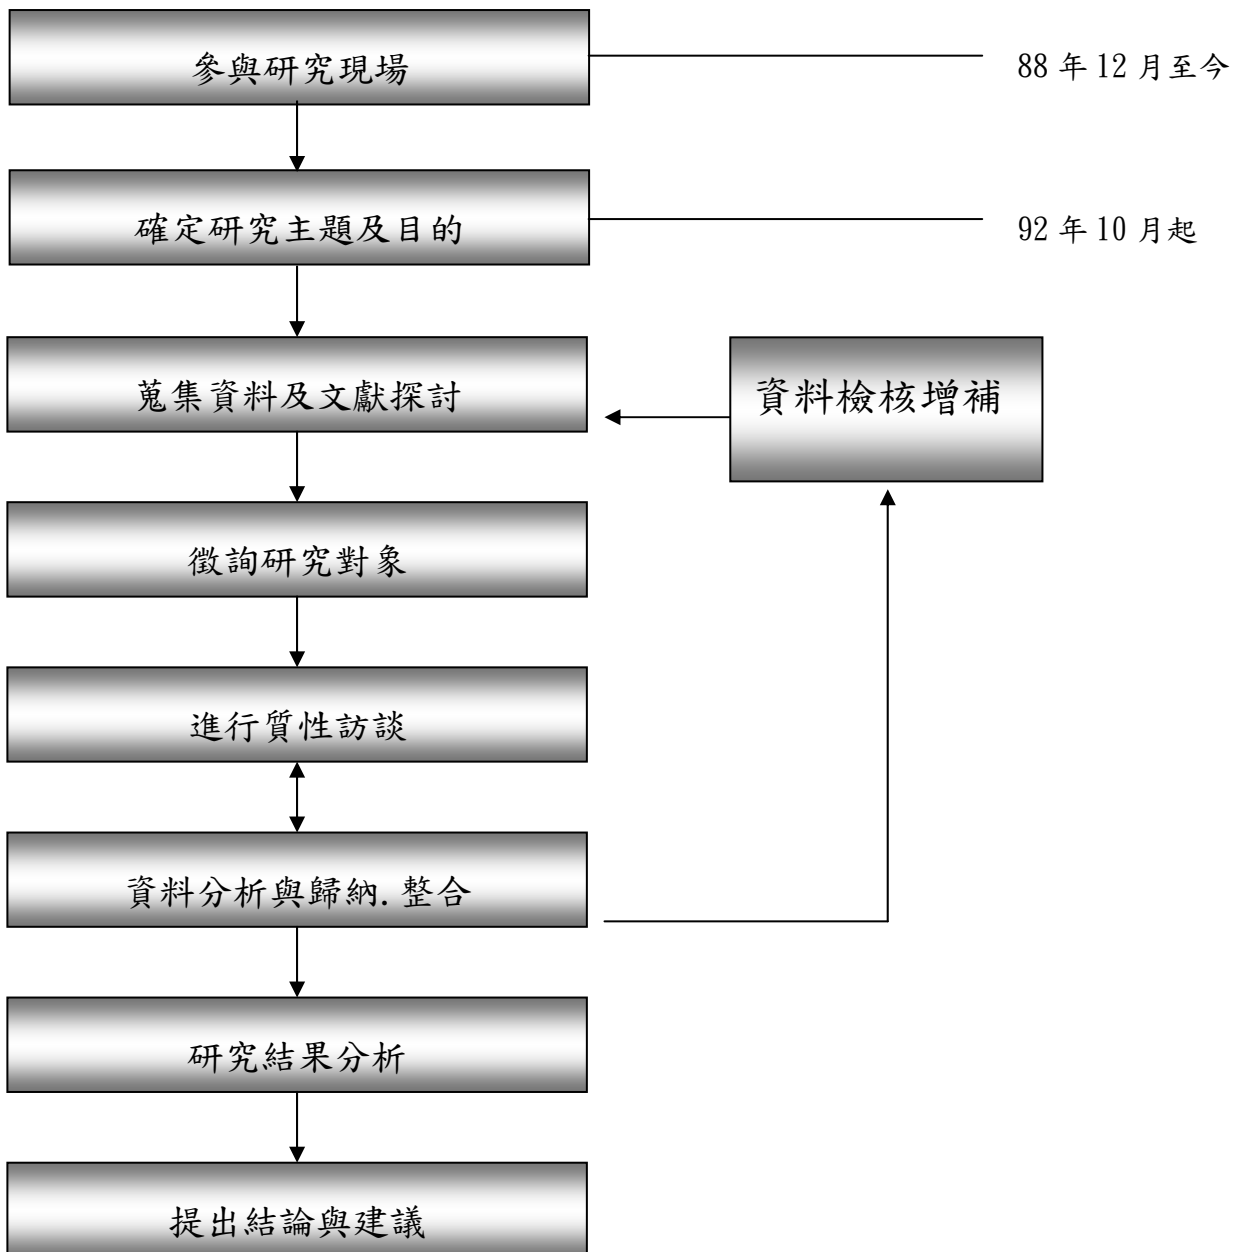 參與研究現場
88 年 12 月至今
確定研究主題及目的
92 年 10 月起
蒐集資料及文獻探討
資料檢核增補
徵詢研究對象
進行質性訪談
資料分析與歸納.整合
研究結果分析
提出結論與建議